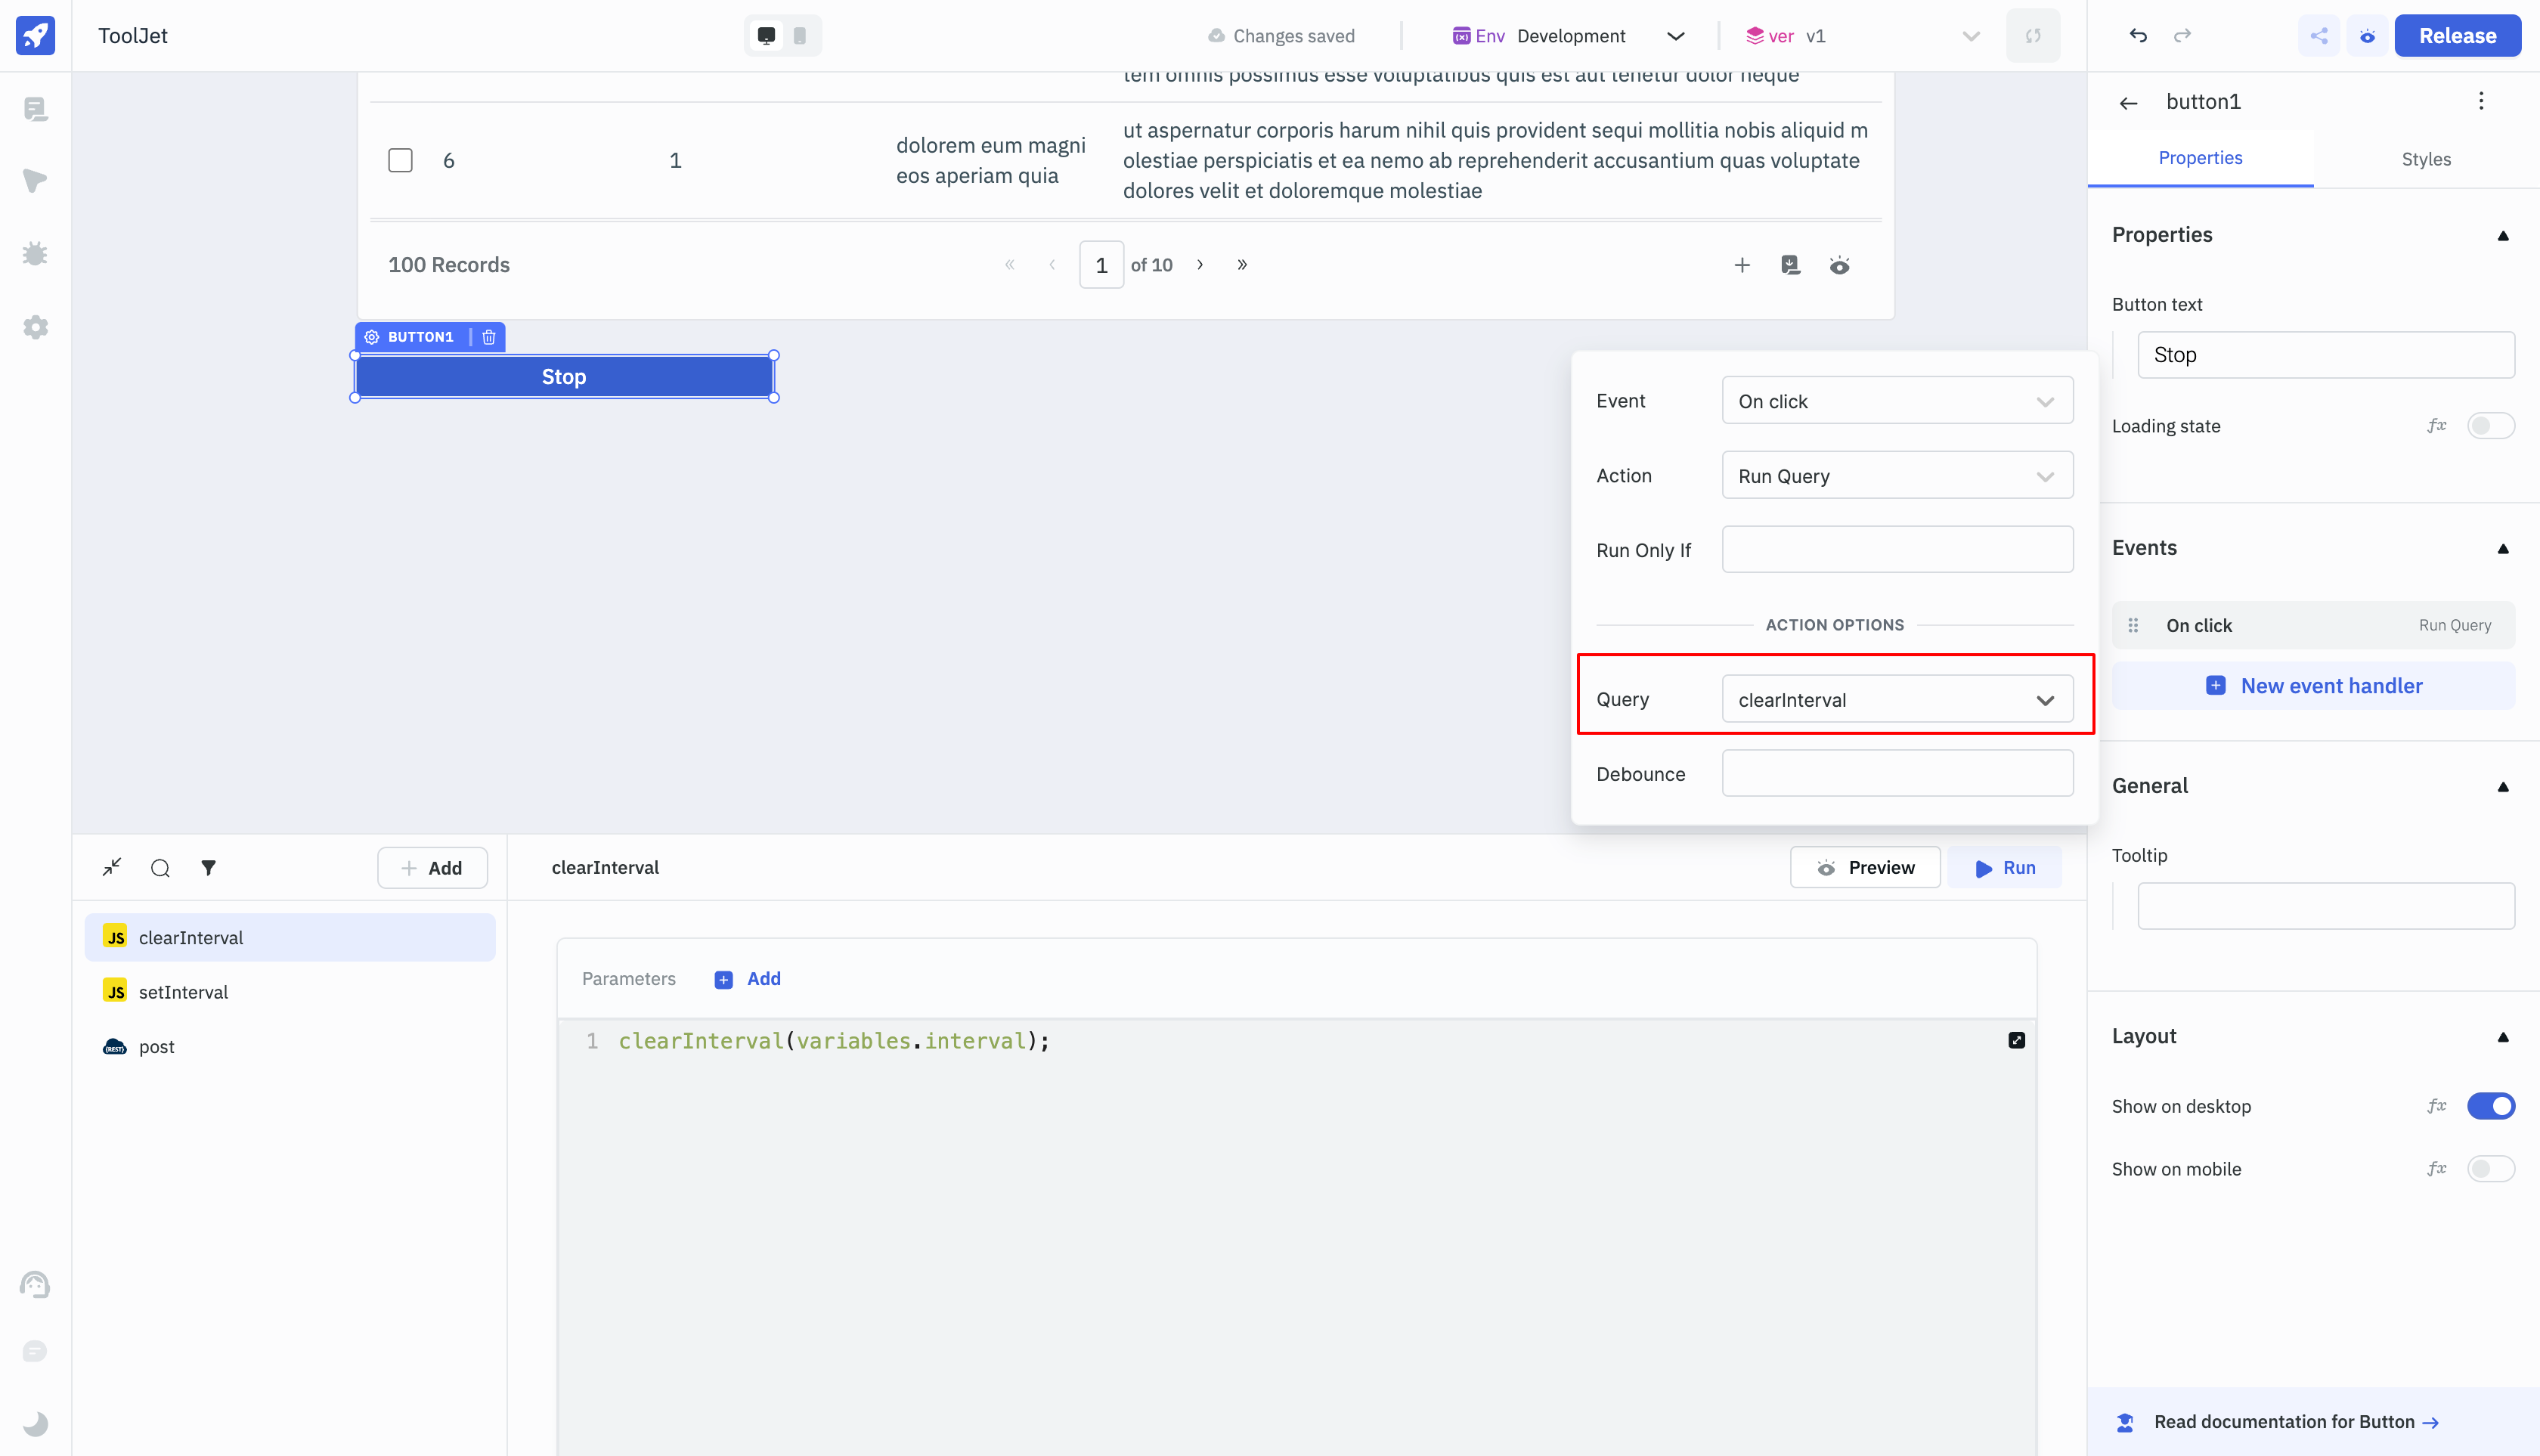 ToolJet
Changes saved
Env Development
ver v1
Release
tem omnis possimus esse voluptatibus quis est aut tenetur dolor neque
6 1 dolorem eum magni eos aperiam quia
ut aspernatur corporis harum nihil quis provident sequi mollitia nobis aliquid m
olestiae perspiciatis et ea nemo ab reprehenderit accusantium quas voluptate
dolores velit et doloremque molestiae
100 Records
« ‹ 1 of 10 › »
BUTTON1
Stop
Event On click
Action Run Query
Run Only If
ACTION OPTIONS
Query clearInterval
Debounce
button1
Properties Styles
Properties
Button text
Stop
Loading state fx
Events
On click Run Query
New event handler
General
Tooltip
Layout
Show on desktop fx
Show on mobile fx
Read documentation for Button →
Add
JS clearInterval
JS setInterval
{REST} post
clearInterval
Preview
Run
Parameters Add
1 clearInterval(variables.interval);